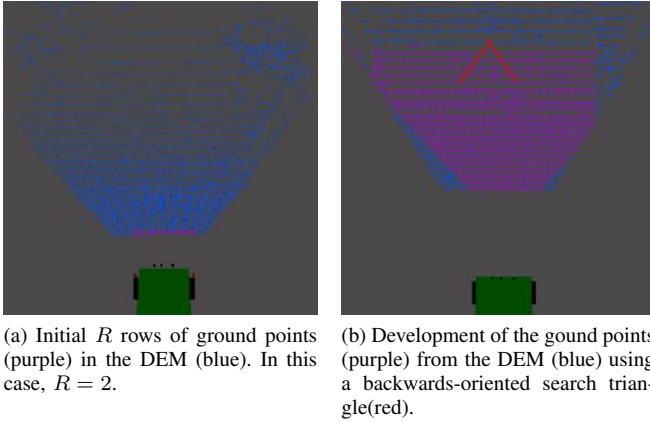 (a) Initial R rows of ground points
(purple) in the DEM (blue). In this
case, R = 2.
(b) Development of the gound points
(purple) from the DEM (blue) using
a backwards-oriented search trian-
gle(red).